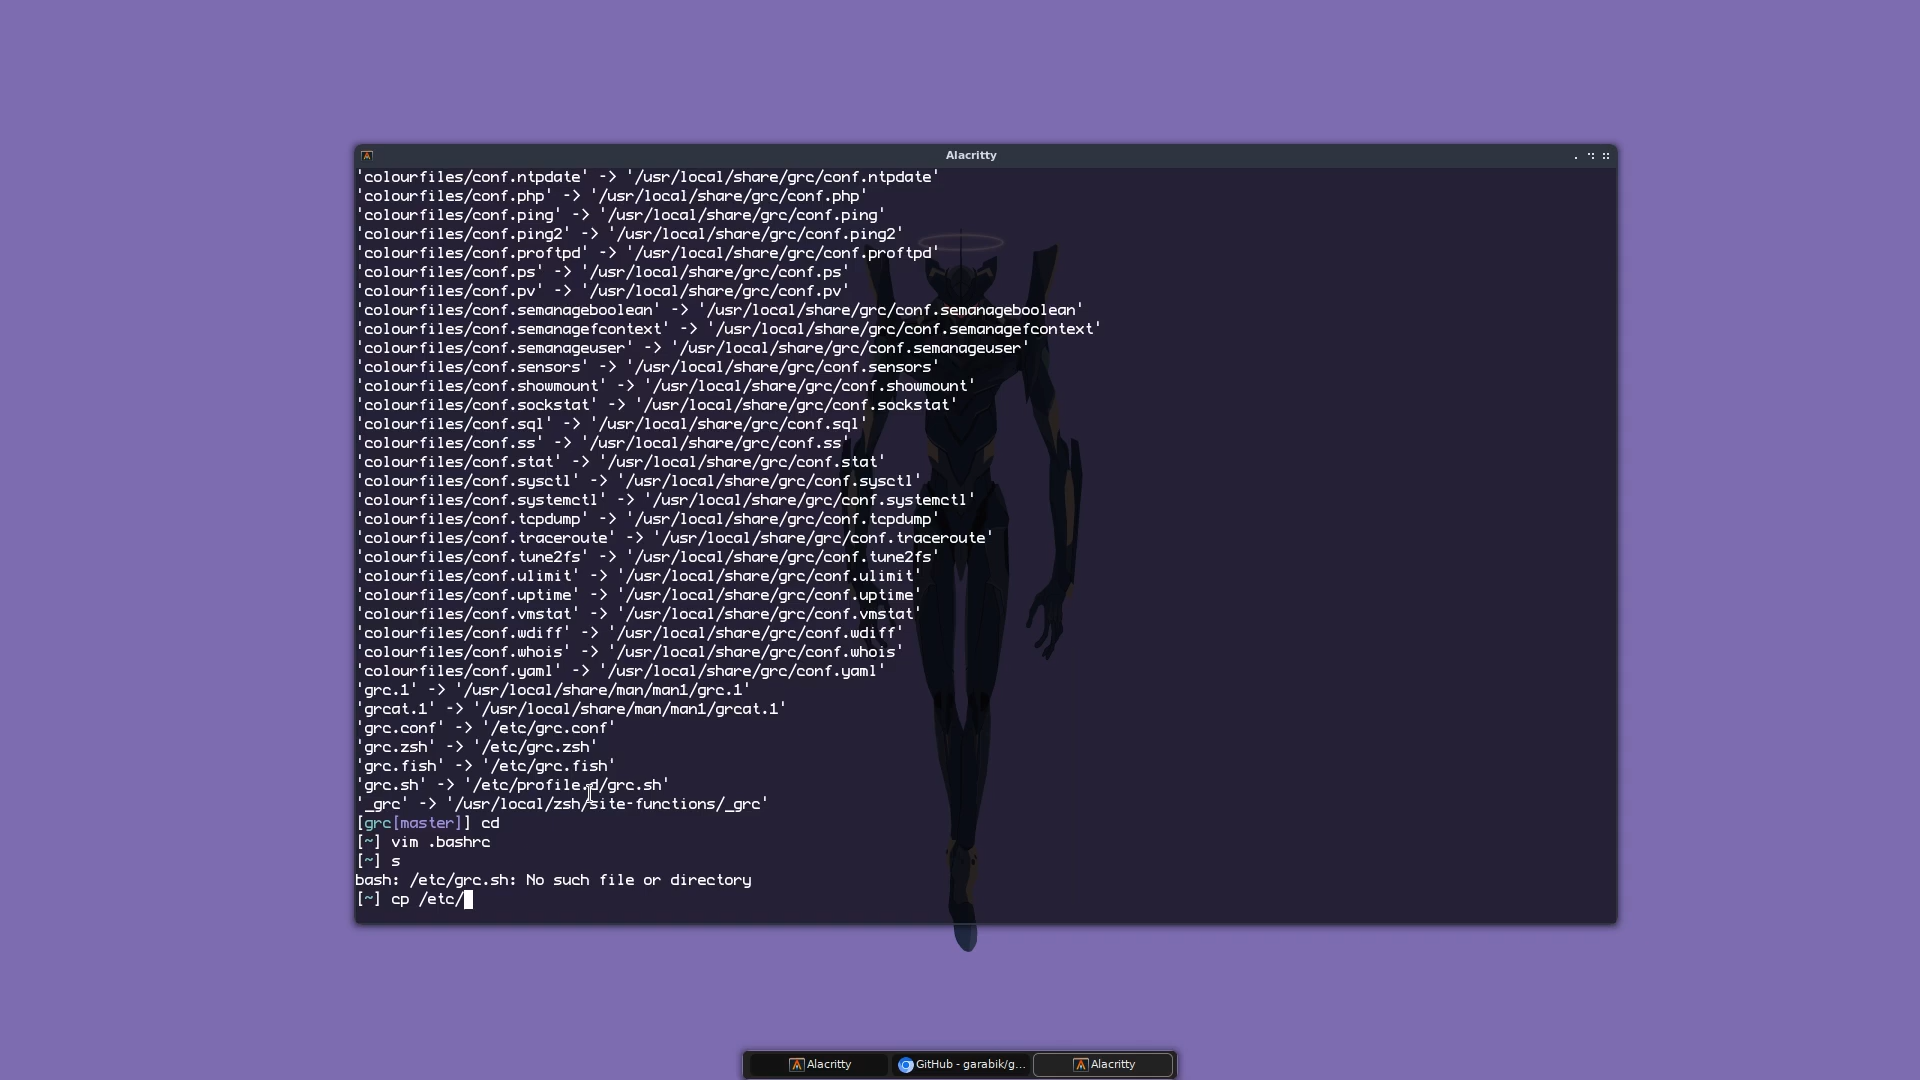 Alacritty
'colourfiles/conf.ntpdate' -> '/usr/local/share/grc/conf.ntpdate'
'colourfiles/conf.php' -> '/usr/local/share/grc/conf.php'
'colourfiles/conf.ping' -> '/usr/local/share/grc/conf.ping'
'colourfiles/conf.ping2' -> '/usr/local/share/grc/conf.ping2'
'colourfiles/conf.proftpd' -> '/usr/local/share/grc/conf.proftpd'
'colourfiles/conf.ps' -> '/usr/local/share/grc/conf.ps'
'colourfiles/conf.pv' -> '/usr/local/share/grc/conf.pv'
'colourfiles/conf.semanageboolean' -> '/usr/local/share/grc/conf.semanageboolean'
'colourfiles/conf.semanagefcontext' -> '/usr/local/share/grc/conf.semanagefcontext'
'colourfiles/conf.semanageuser' -> '/usr/local/share/grc/conf.semanageuser'
'colourfiles/conf.sensors' -> '/usr/local/share/grc/conf.sensors'
'colourfiles/conf.showmount' -> '/usr/local/share/grc/conf.showmount'
'colourfiles/conf.sockstat' -> '/usr/local/share/grc/conf.sockstat'
'colourfiles/conf.sql' -> '/usr/local/share/grc/conf.sql'
'colourfiles/conf.ss' -> '/usr/local/share/grc/conf.ss'
'colourfiles/conf.stat' -> '/usr/local/share/grc/conf.stat'
'colourfiles/conf.sysctl' -> '/usr/local/share/grc/conf.sysctl'
'colourfiles/conf.systemctl' -> '/usr/local/share/grc/conf.systemctl'
'colourfiles/conf.tcpdump' -> '/usr/local/share/grc/conf.tcpdump'
'colourfiles/conf.traceroute' -> '/usr/local/share/grc/conf.traceroute'
'colourfiles/conf.tune2fs' -> '/usr/local/share/grc/conf.tune2fs'
'colourfiles/conf.ulimit' -> '/usr/local/share/grc/conf.ulimit'
'colourfiles/conf.uptime' -> '/usr/local/share/grc/conf.uptime'
'colourfiles/conf.vmstat' -> '/usr/local/share/grc/conf.vmstat'
'colourfiles/conf.wdiff' -> '/usr/local/share/grc/conf.wdiff'
'colourfiles/conf.whois' -> '/usr/local/share/grc/conf.whois'
'colourfiles/conf.yaml' -> '/usr/local/share/grc/conf.yaml'
'grc.1' -> '/usr/local/share/man/man1/grc.1'
'grcat.1' -> '/usr/local/share/man/man1/grcat.1'
'grc.conf' -> '/etc/grc.conf'
'grc.zsh' -> '/etc/grc.zsh'
'grc.fish' -> '/etc/grc.fish'
'grc.sh' -> '/etc/profile.d/grc.sh'
'_grc' -> '/usr/local/zsh/site-functions/_grc'
[grc[master]] cd
[~] vim .bashrc
[~] s
bash: /etc/grc.sh: No such file or directory
[~] cp /etc/
Alacritty
GitHub - garabik/g...
Alacritty